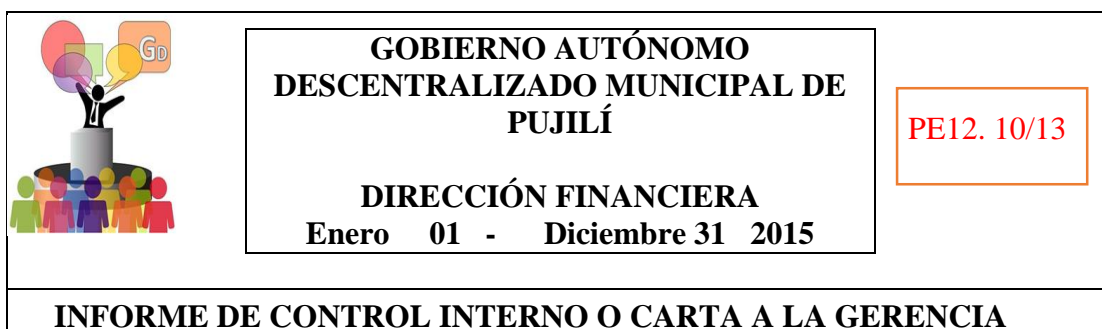 GD
GOBIERNO AUTÓNOMO
DESCENTRALIZADO MUNICIPAL DE
PUJILÍ
PE12. 10/13
DIRECCIÓN FINANCIERA
Enero 01 - Diciembre 31 2015
INFORME DE CONTROL INTERNO O CARTA A LA GERENCIA